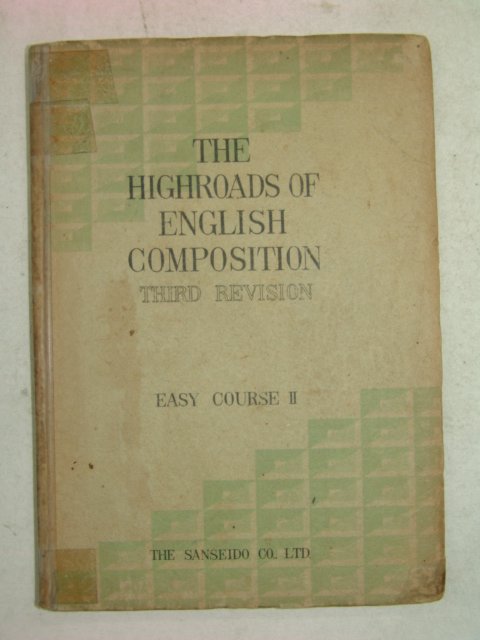 THE
HIGHROADS OF
ENGLISH
COMPOSITION
THIRD REVISION
EASY COURSE II
THE SANSEIDO CO., LTD.